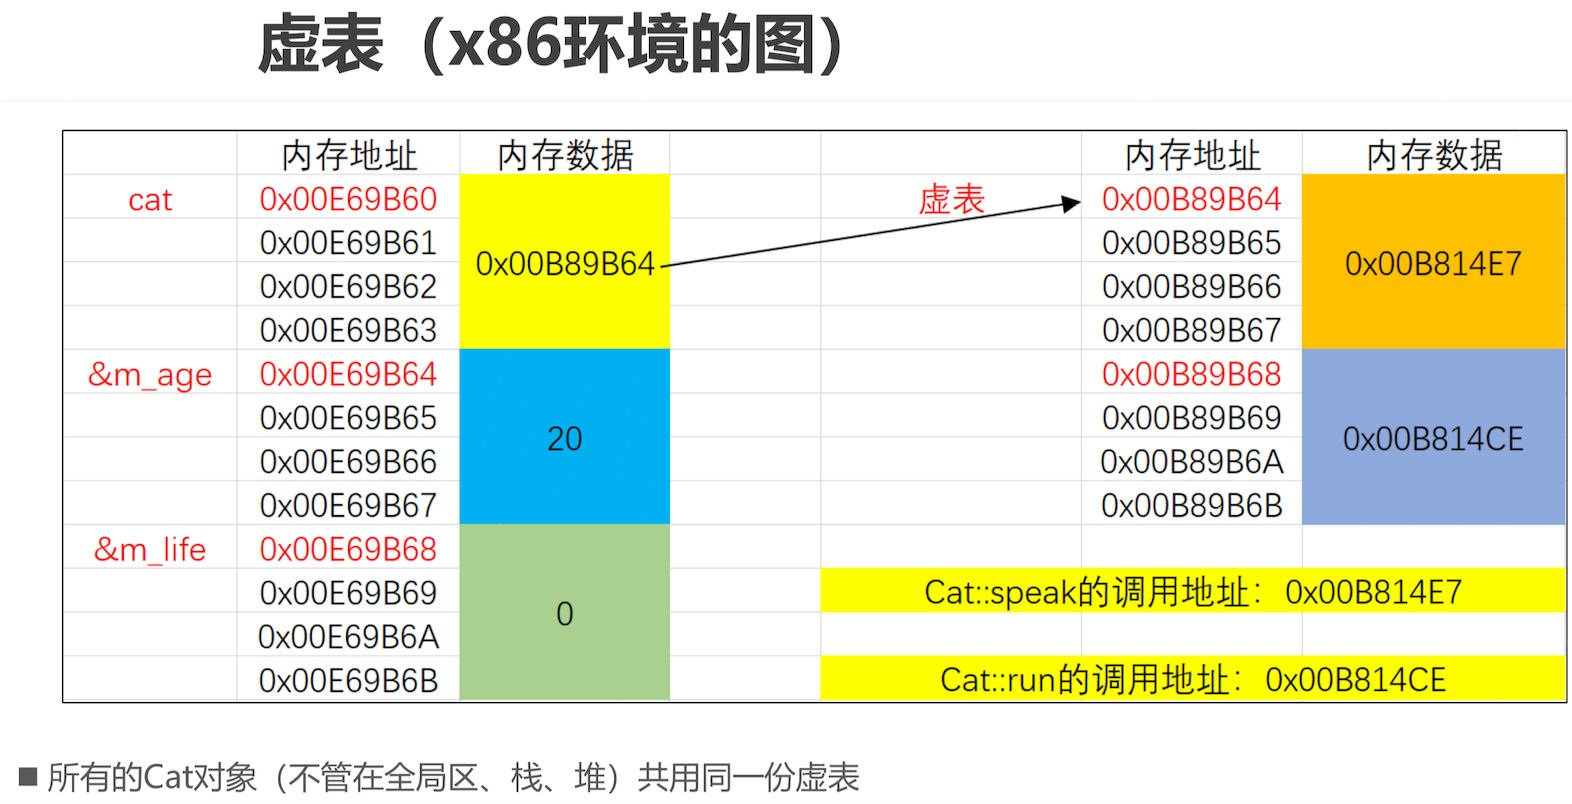 虚表（x86环境的图）
内存地址 内存数据 内存地址 内存数据
cat 0x00E69B60 虚表 0x00B89B64
0x00E69B61 0x00B89B65
0x00B89B64 0x00B814E7
0x00E69B62 0x00B89B66
0x00E69B63 0x00B89B67
&m_age 0x00E69B64 0x00B89B68
0x00E69B65 0x00B89B69
20 0x00B814CE
0x00E69B66 0x00B89B6A
0x00E69B67 0x00B89B6B
&m_life 0x00E69B68
0x00E69B69 Cat::speak的调用地址：0x00B814E7
0
0x00E69B6A
0x00E69B6B Cat::run的调用地址：0x00B814CE
■ 所有的Cat对象（不管在全局区、栈、堆）共用同一份虚表